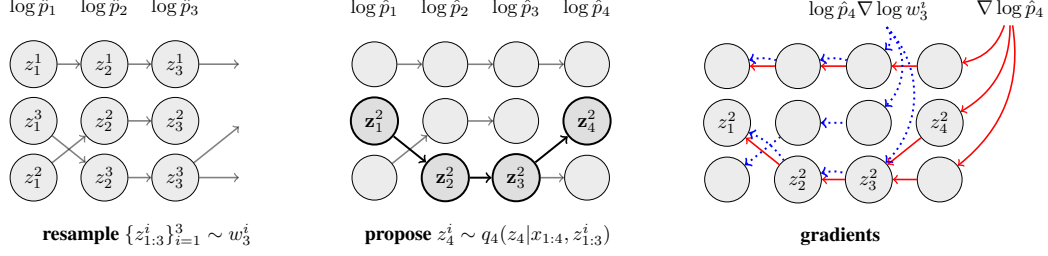 log p̂₁ log p̂₂ log p̂₃
z₁¹ z₂¹ z₃¹
z₁³ z₂² z₃²
z₁² z₂³ z₃³
resample {z₁:₃ⁱ}ᵢ₌₁³ ∼ w₃ⁱ
log p̂₁ log p̂₂ log p̂₃ log p̂₄
z₁² z₄²
z₂² z₃²
propose z₄ⁱ ∼ q₄(z₄|x₁:₄, z₁:₃ⁱ)
log p̂₄∇ log w₃ⁱ ∇ log p̂₄
z₁² z₄²
z₂² z₃²
gradients